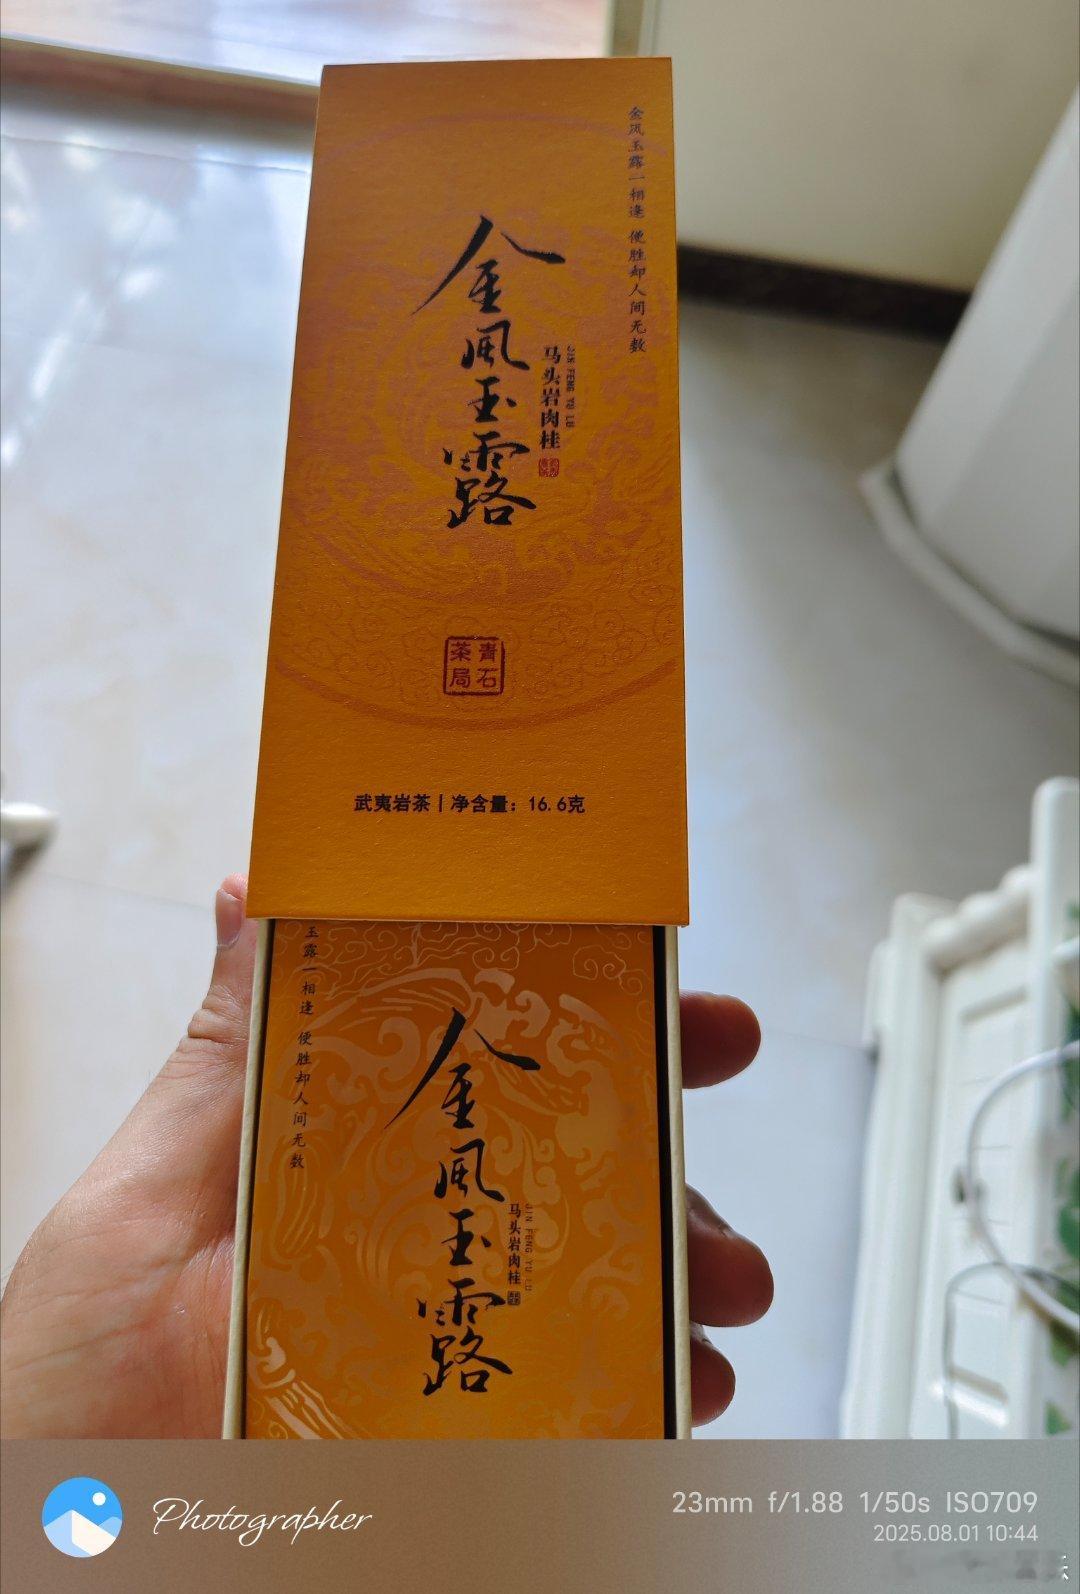 金风玉露一相逢 便胜却人间无数
金风玉露
JIN FENG YU LU
马头岩肉桂
青石茶局
武夷岩茶|净含量：16.6克
玉露一相逢 便胜却人间无数
金风玉露
JIN FENG YU LU
马头岩肉桂
Photographer
23mm f/1.88 1/50s ISO709
2025.08.01 10:44